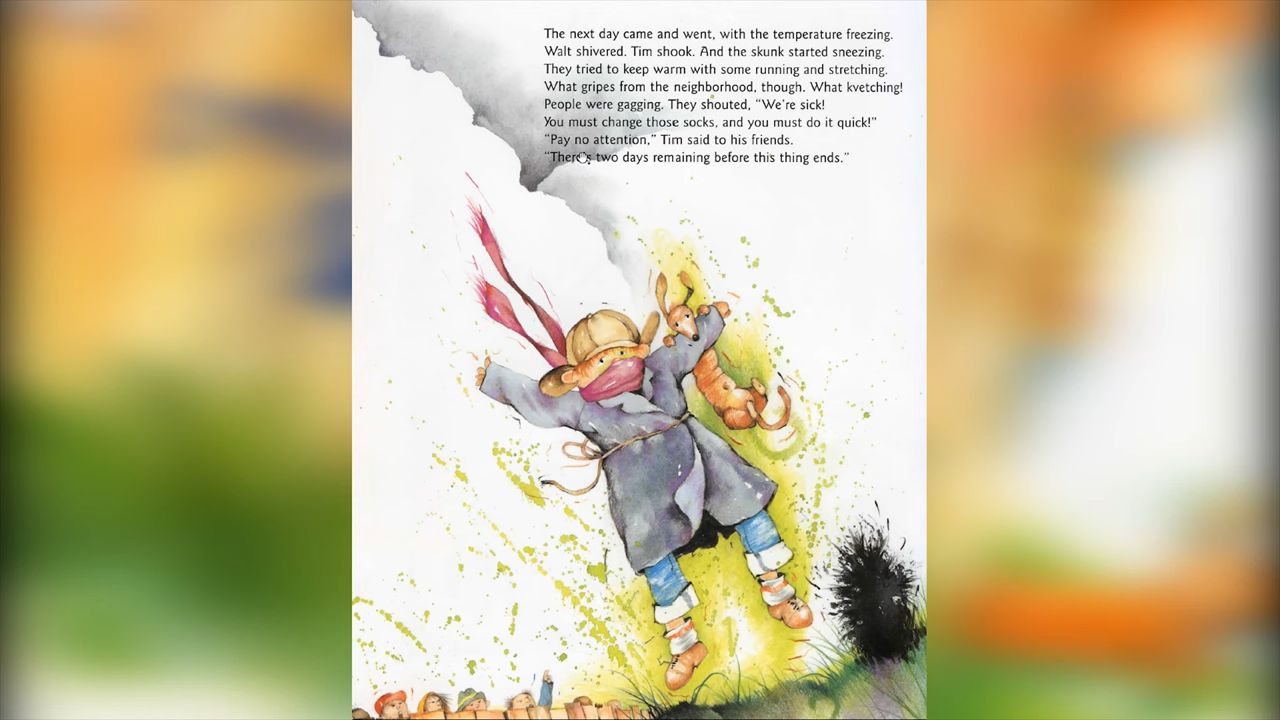 The next day came and went, with the temperature freezing.
Walt shivered. Tim shook. And the skunk started sneezing.
They tried to keep warm with some running and stretching.
What gripes from the neighborhood, though. What kvetching!
People were gagging. They shouted, “We’re sick!
You must change those socks, and you must do it quick!”
“Pay no attention,” Tim said to his friends.
“There’s two days remaining before this thing ends.”